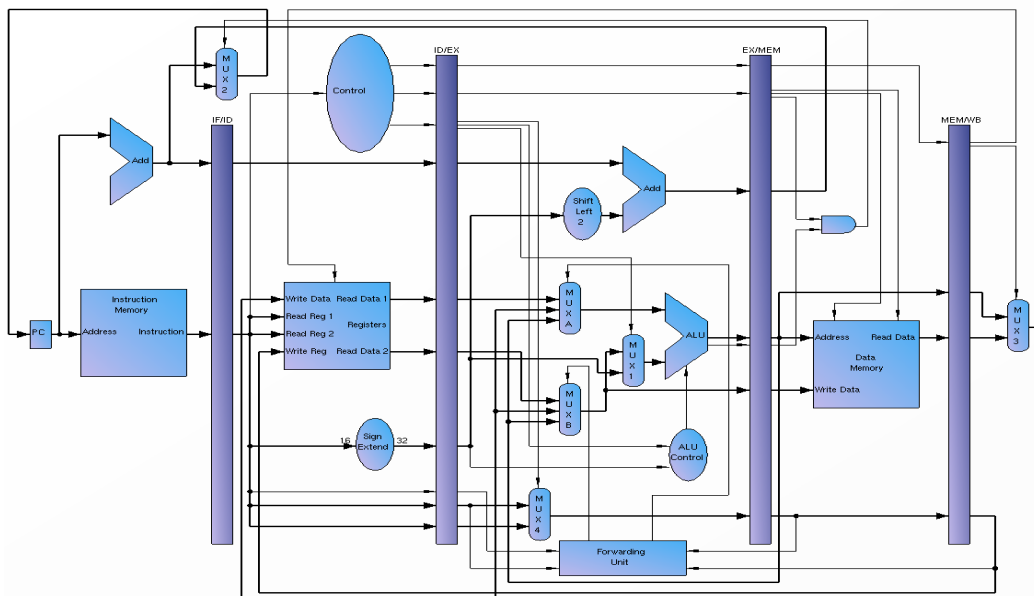 ID/EX
EX/MEM
M
U
X
2
Control
IF/ID
MEM/WB
Add
Shift
Left
2
Add
Instruction
Memory
Address
Instruction
PC
Write Data
Read Data 1
Read Reg 1
Registers
Read Reg 2
Write Reg
Read Data 2
M
U
X
A
M
U
X
1
ALU
M
U
X
B
Address
Read Data
Data
Memory
Write Data
M
U
X
3
16
Sign
Extend
32
ALU
Control
M
U
X
4
Forwarding
Unit